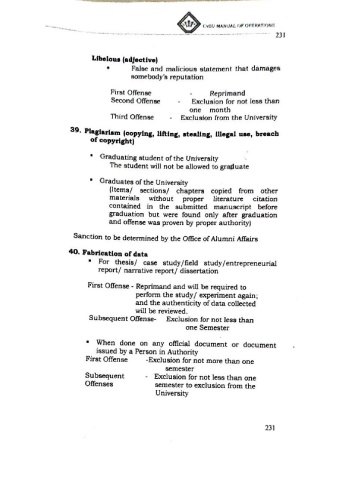 CVSU MANUAL OF OPERATIONS
231
Libelous (adjective)
• False and malicious statement that damages
somebody's reputation
First Offense - Reprimand
Second Offense - Exclusion for not less than
one month
Third Offense - Exclusion from the University
39. Plagiarism (copying, lifting, stealing, illegal use, breach
of copyright)
• Graduating student of the University
The student will not be allowed to graduate
• Graduates of the University
(Items/ sections/ chapters copied from other
materials without proper literature citation
contained in the submitted manuscript before
graduation but were found only after graduation
and offense was proven by proper authority)
Sanction to be determined by the Office of Alumni Affairs
40. Fabrication of data
• For thesis/ case study/field study/entrepreneurial
report/ narrative report/ dissertation
First Offense - Reprimand and will be required to
perform the study/ experiment again;
and the authenticity of data collected
will be reviewed.
Subsequent Offense- Exclusion for not less than
one Semester
• When done on any official document or document
issued by a Person in Authority
First Offense -Exclusion for not more than one
semester
Subsequent - Exclusion for not less than one
Offenses semester to exclusion from the
University
231